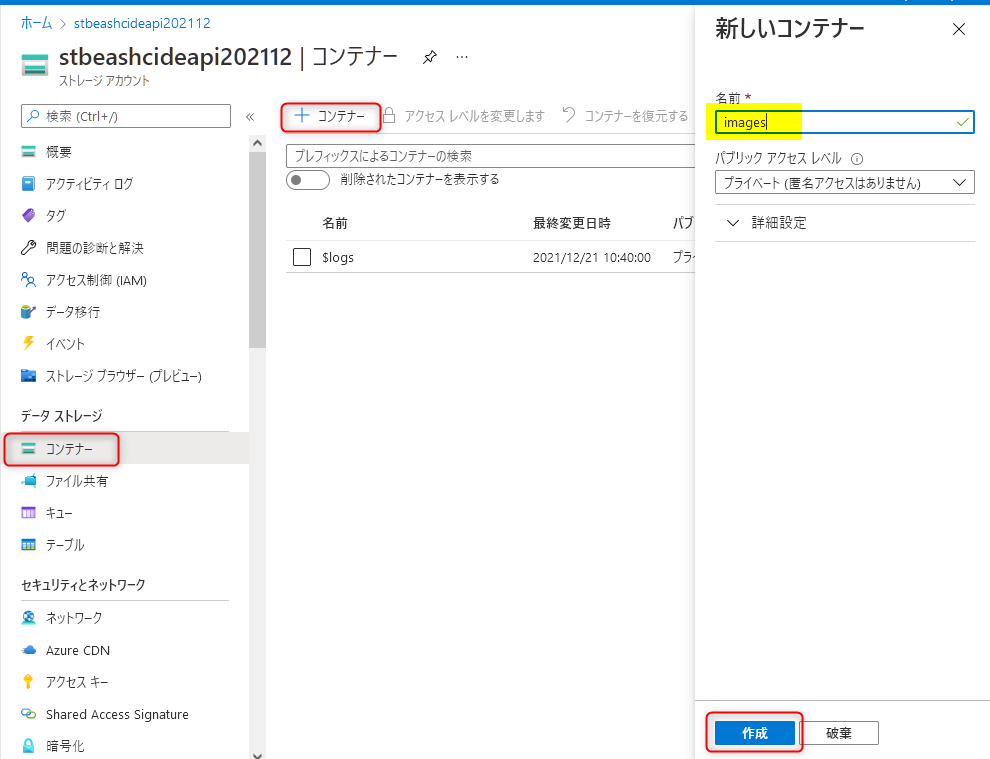 ホーム > stbeashcideapi202112
stbeashcideapi202112 | コンテナー
ストレージ アカウント
検索 (Ctrl+/)
概要
アクティビティ ログ
タグ
問題の診断と解決
アクセス制御 (IAM)
データ移行
イベント
ストレージ ブラウザー (プレビュー)
データ ストレージ
コンテナー
ファイル共有
キュー
テーブル
セキュリティとネットワーク
ネットワーク
Azure CDN
アクセス キー
Shared Access Signature
暗号化
+ コンテナー アクセス レベルを変更します コンテナーを復元する
プレフィックスによるコンテナーの検索
削除されたコンテナーを表示する
名前 最終変更日時 パブ
$logs 2021/12/21 10:40:00 プライ
新しいコンテナー
名前 *
images
パブリック アクセス レベル
プライベート (匿名アクセスはありません)
詳細設定
作成 破棄